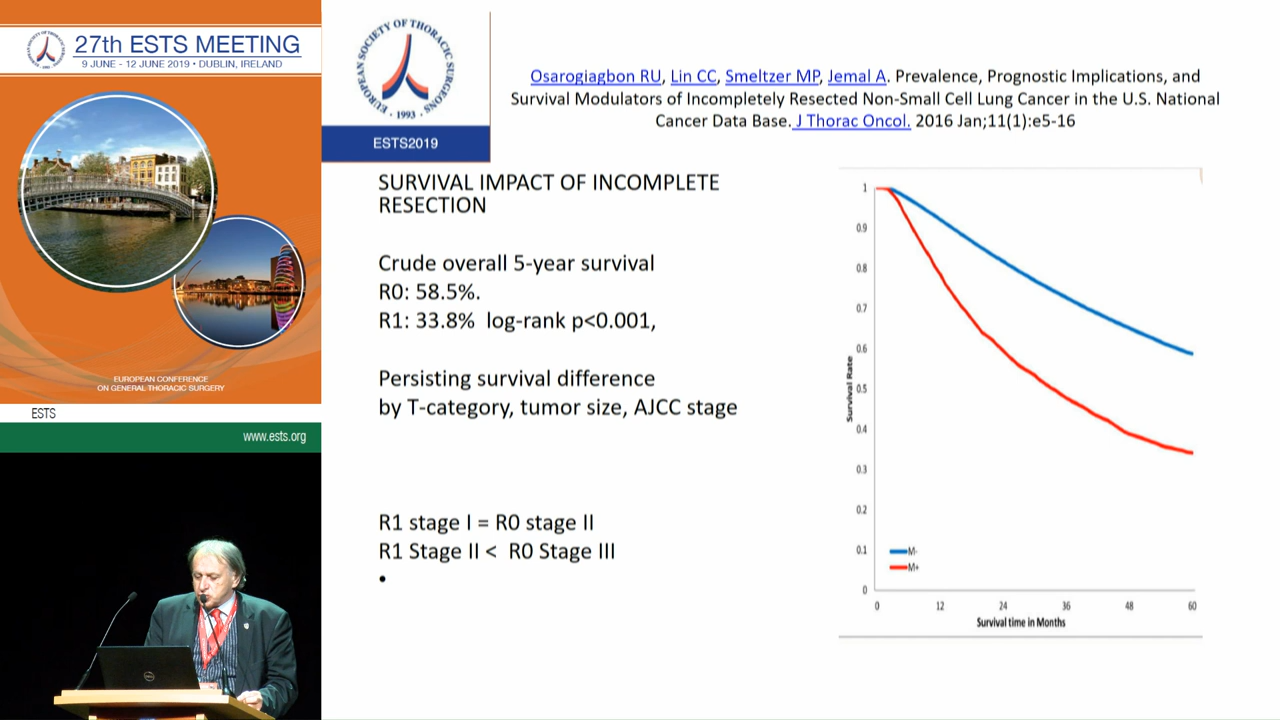 27th ESTS MEETING
9 JUNE - 12 JUNE 2019 • DUBLIN, IRELAND
EUROPEAN CONFERENCE
ON GENERAL THORACIC SURGERY
ESTS
www.ests.org
EUROPEAN SOCIETY OF THORACIC SURGEONS
· 1993 ·
ESTS2019
Osarogiagbon RU, Lin CC, Smeltzer MP, Jemal A. Prevalence, Prognostic Implications, and
Survival Modulators of Incompletely Resected Non-Small Cell Lung Cancer in the U.S. National
Cancer Data Base. J Thorac Oncol. 2016 Jan;11(1):e5-16
SURVIVAL IMPACT OF INCOMPLETE
RESECTION
Crude overall 5-year survival
R0: 58.5%.
R1: 33.8% log-rank p<0.001,
Persisting survival difference
by T-category, tumor size, AJCC stage
R1 stage I = R0 stage II
R1 Stage II < R0 Stage III
•
Survival Rate
1
0.9
0.8
0.7
0.6
0.5
0.4
0.3
0.2
0.1
0
M-
M+
0 12 24 36 48 60
Survival time in Months
DELL